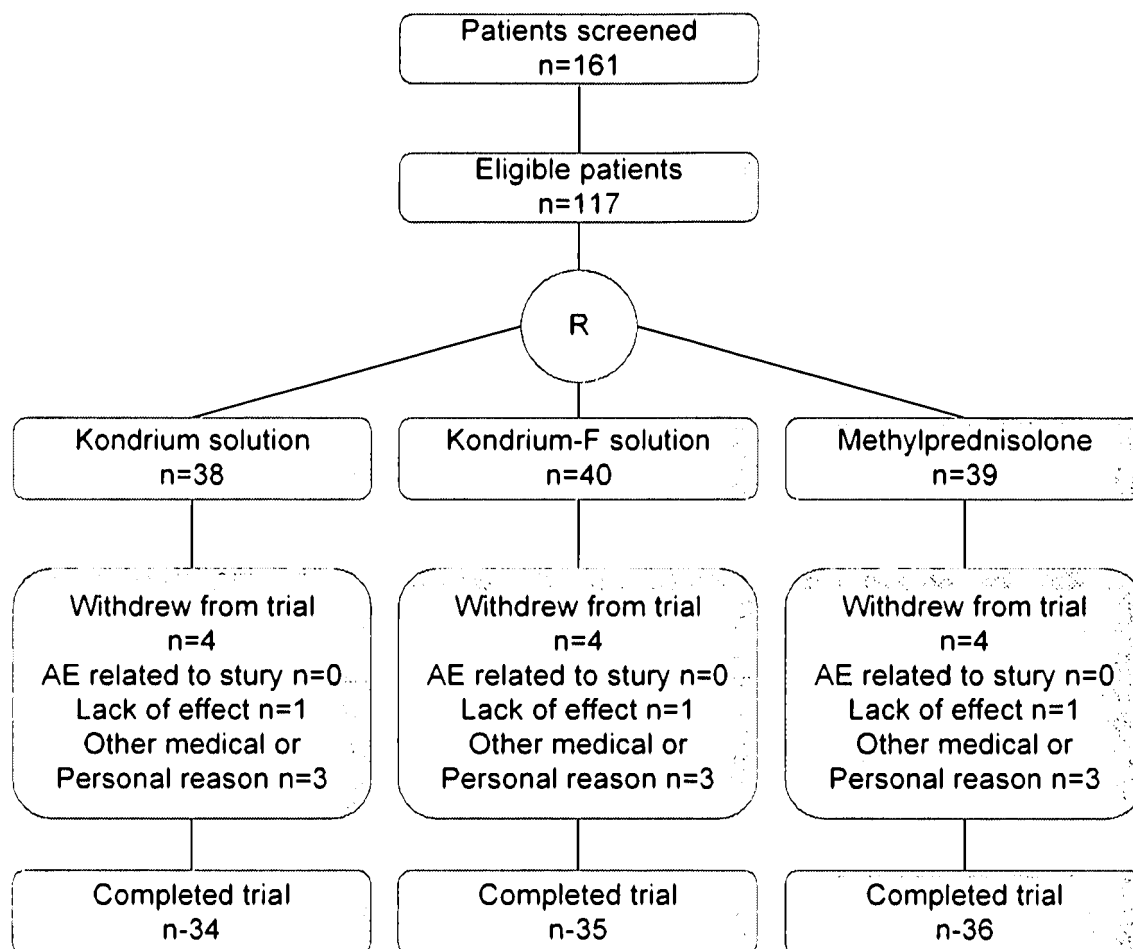 Patients screened
n=161
Eligible patients
n=117
R
Kondrium solution
n=38
Kondrium-F solution
n=40
Methylprednisolone
n=39
Withdrew from trial
n=4
AE related to stury n=0
Lack of effect n=1
Other medical or
Personal reason n=3
Withdrew from trial
n=4
AE related to stury n=0
Lack of effect n=1
Other medical or
Personal reason n=3
Withdrew from trial
n=4
AE related to stury n=0
Lack of effect n=1
Other medical or
Personal reason n=3
Completed trial
n-34
Completed trial
n-35
Completed trial
n-36